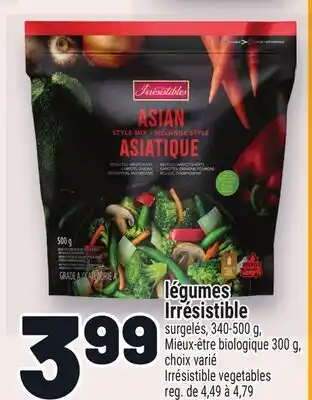 Irrésistibles
ASIAN
STYLE MIX • MÉLANGE STYLE
ASIATIQUE
500 g
GRADE A / CATÉGORIE A
3.99
légumes
Irrésistible
surgelés, 340-500 g,
Mieux-être biologique 300 g,
choix varié
Irrésistible vegetables
reg. de 4,49 à 4,79